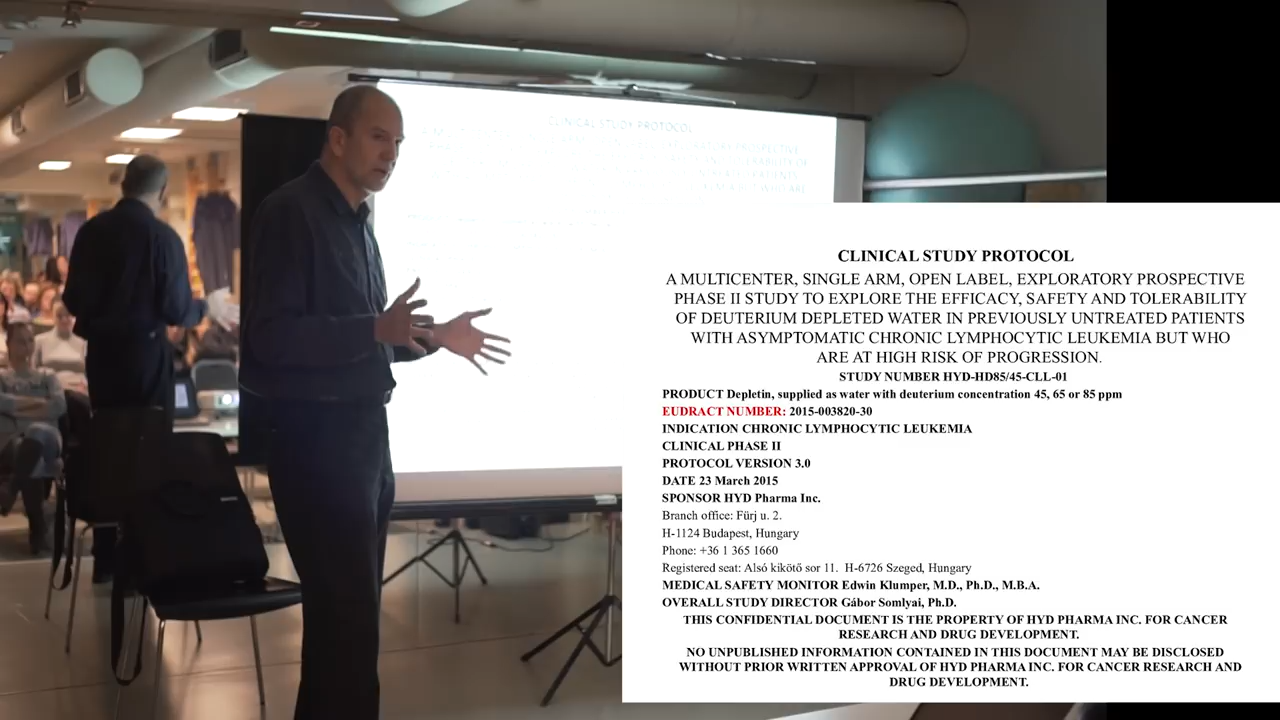 CLINICAL STUDY PROTOCOL
CLINICAL STUDY PROTOCOL
A MULTICENTER, SINGLE ARM, OPEN LABEL, EXPLORATORY PROSPECTIVE
PHASE II STUDY TO EXPLORE THE EFFICACY, SAFETY AND TOLERABILITY
OF DEUTERIUM DEPLETED WATER IN PREVIOUSLY UNTREATED PATIENTS
WITH ASYMPTOMATIC CHRONIC LYMPHOCYTIC LEUKEMIA BUT WHO
ARE AT HIGH RISK OF PROGRESSION.
STUDY NUMBER HYD-HD85/45-CLL-01
PRODUCT Depletin, supplied as water with deuterium concentration 45, 65 or 85 ppm
EUDRACT NUMBER: 2015-003820-30
INDICATION CHRONIC LYMPHOCYTIC LEUKEMIA
CLINICAL PHASE II
PROTOCOL VERSION 3.0
DATE 23 March 2015
SPONSOR HYD Pharma Inc.
Branch office: Fürj u. 2.
H-1124 Budapest, Hungary
Phone: +36 1 365 1660
Registered seat: Alsó kikötő sor 11. H-6726 Szeged, Hungary
MEDICAL SAFETY MONITOR Edwin Klumper, M.D., Ph.D., M.B.A.
OVERALL STUDY DIRECTOR Gábor Somlyai, Ph.D.
THIS CONFIDENTIAL DOCUMENT IS THE PROPERTY OF HYD PHARMA INC. FOR CANCER
RESEARCH AND DRUG DEVELOPMENT.
NO UNPUBLISHED INFORMATION CONTAINED IN THIS DOCUMENT MAY BE DISCLOSED
WITHOUT PRIOR WRITTEN APPROVAL OF HYD PHARMA INC. FOR CANCER RESEARCH AND
DRUG DEVELOPMENT.